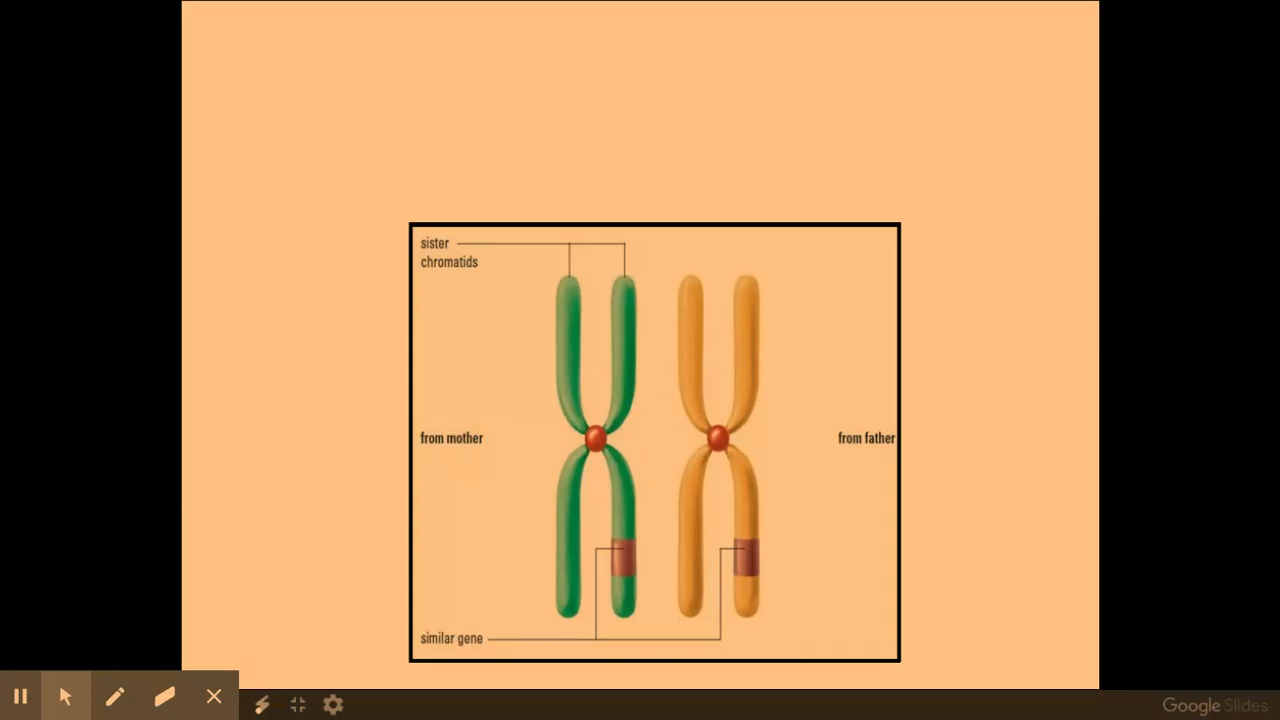 sister
chromatids
from mother
from father
similar gene
Google Slides